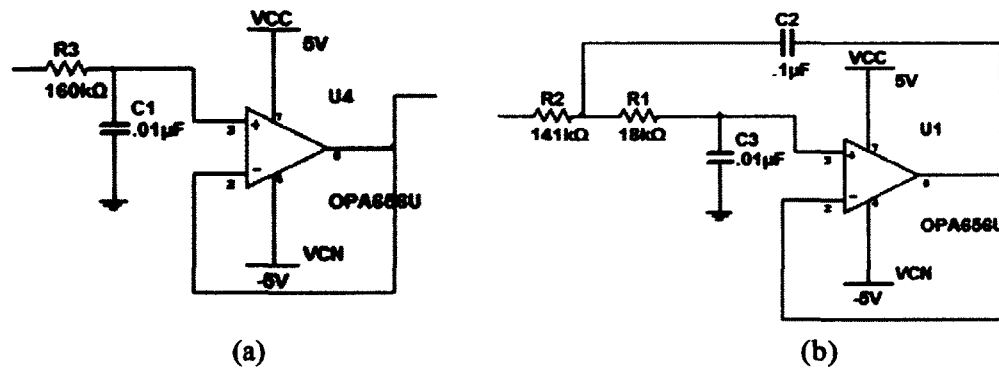 R3
160kΩ
C1
.01µF
VCC
5V
U4
3
+
7
6
2
-
4
OPA656U
VCN
-5V
(a)
C2
.1µF
R2
141kΩ
R1
18kΩ
C3
.01µF
VCC
5V
U1
3
+
7
6
2
-
4
OPA656U
VCN
-5V
(b)